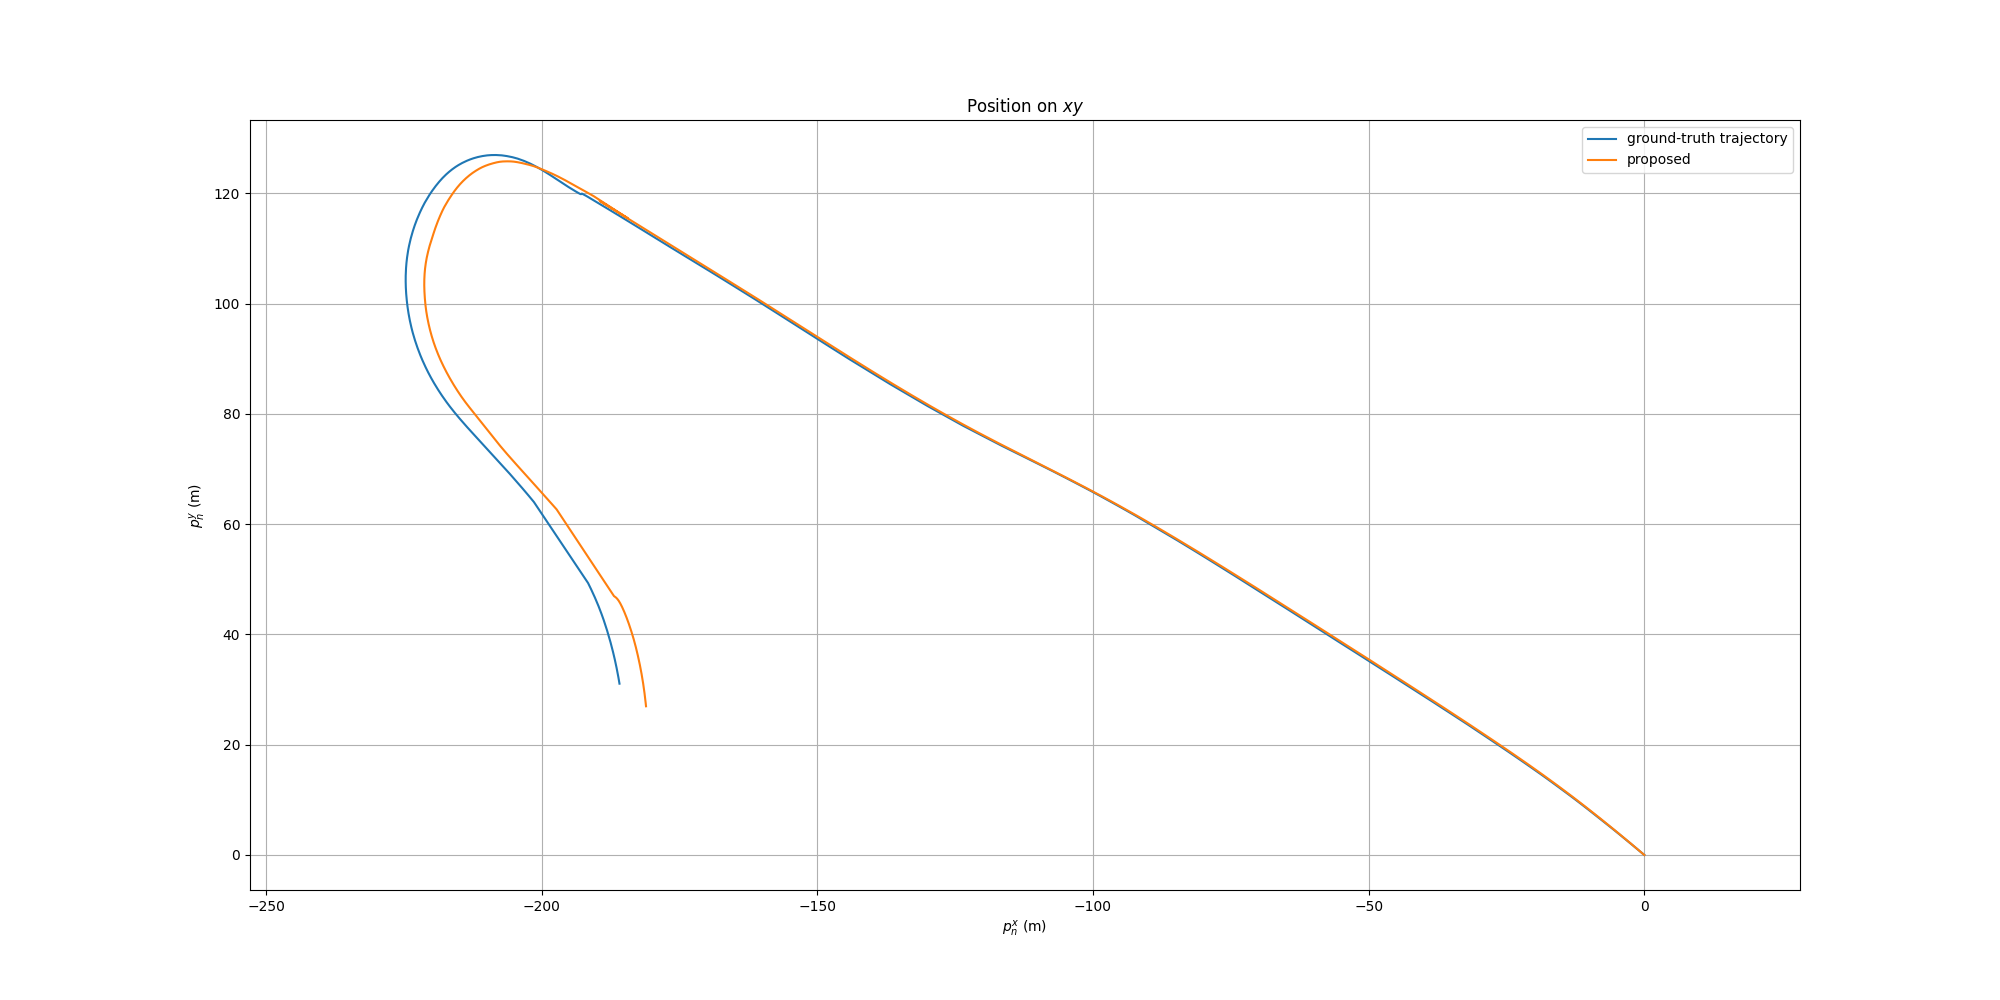 Position on xy
ground-truth trajectory
proposed
120
100
80
60
40
20
0
p_n^y (m)
−250 −200 −150 −100 −50 0
p_n^x (m)